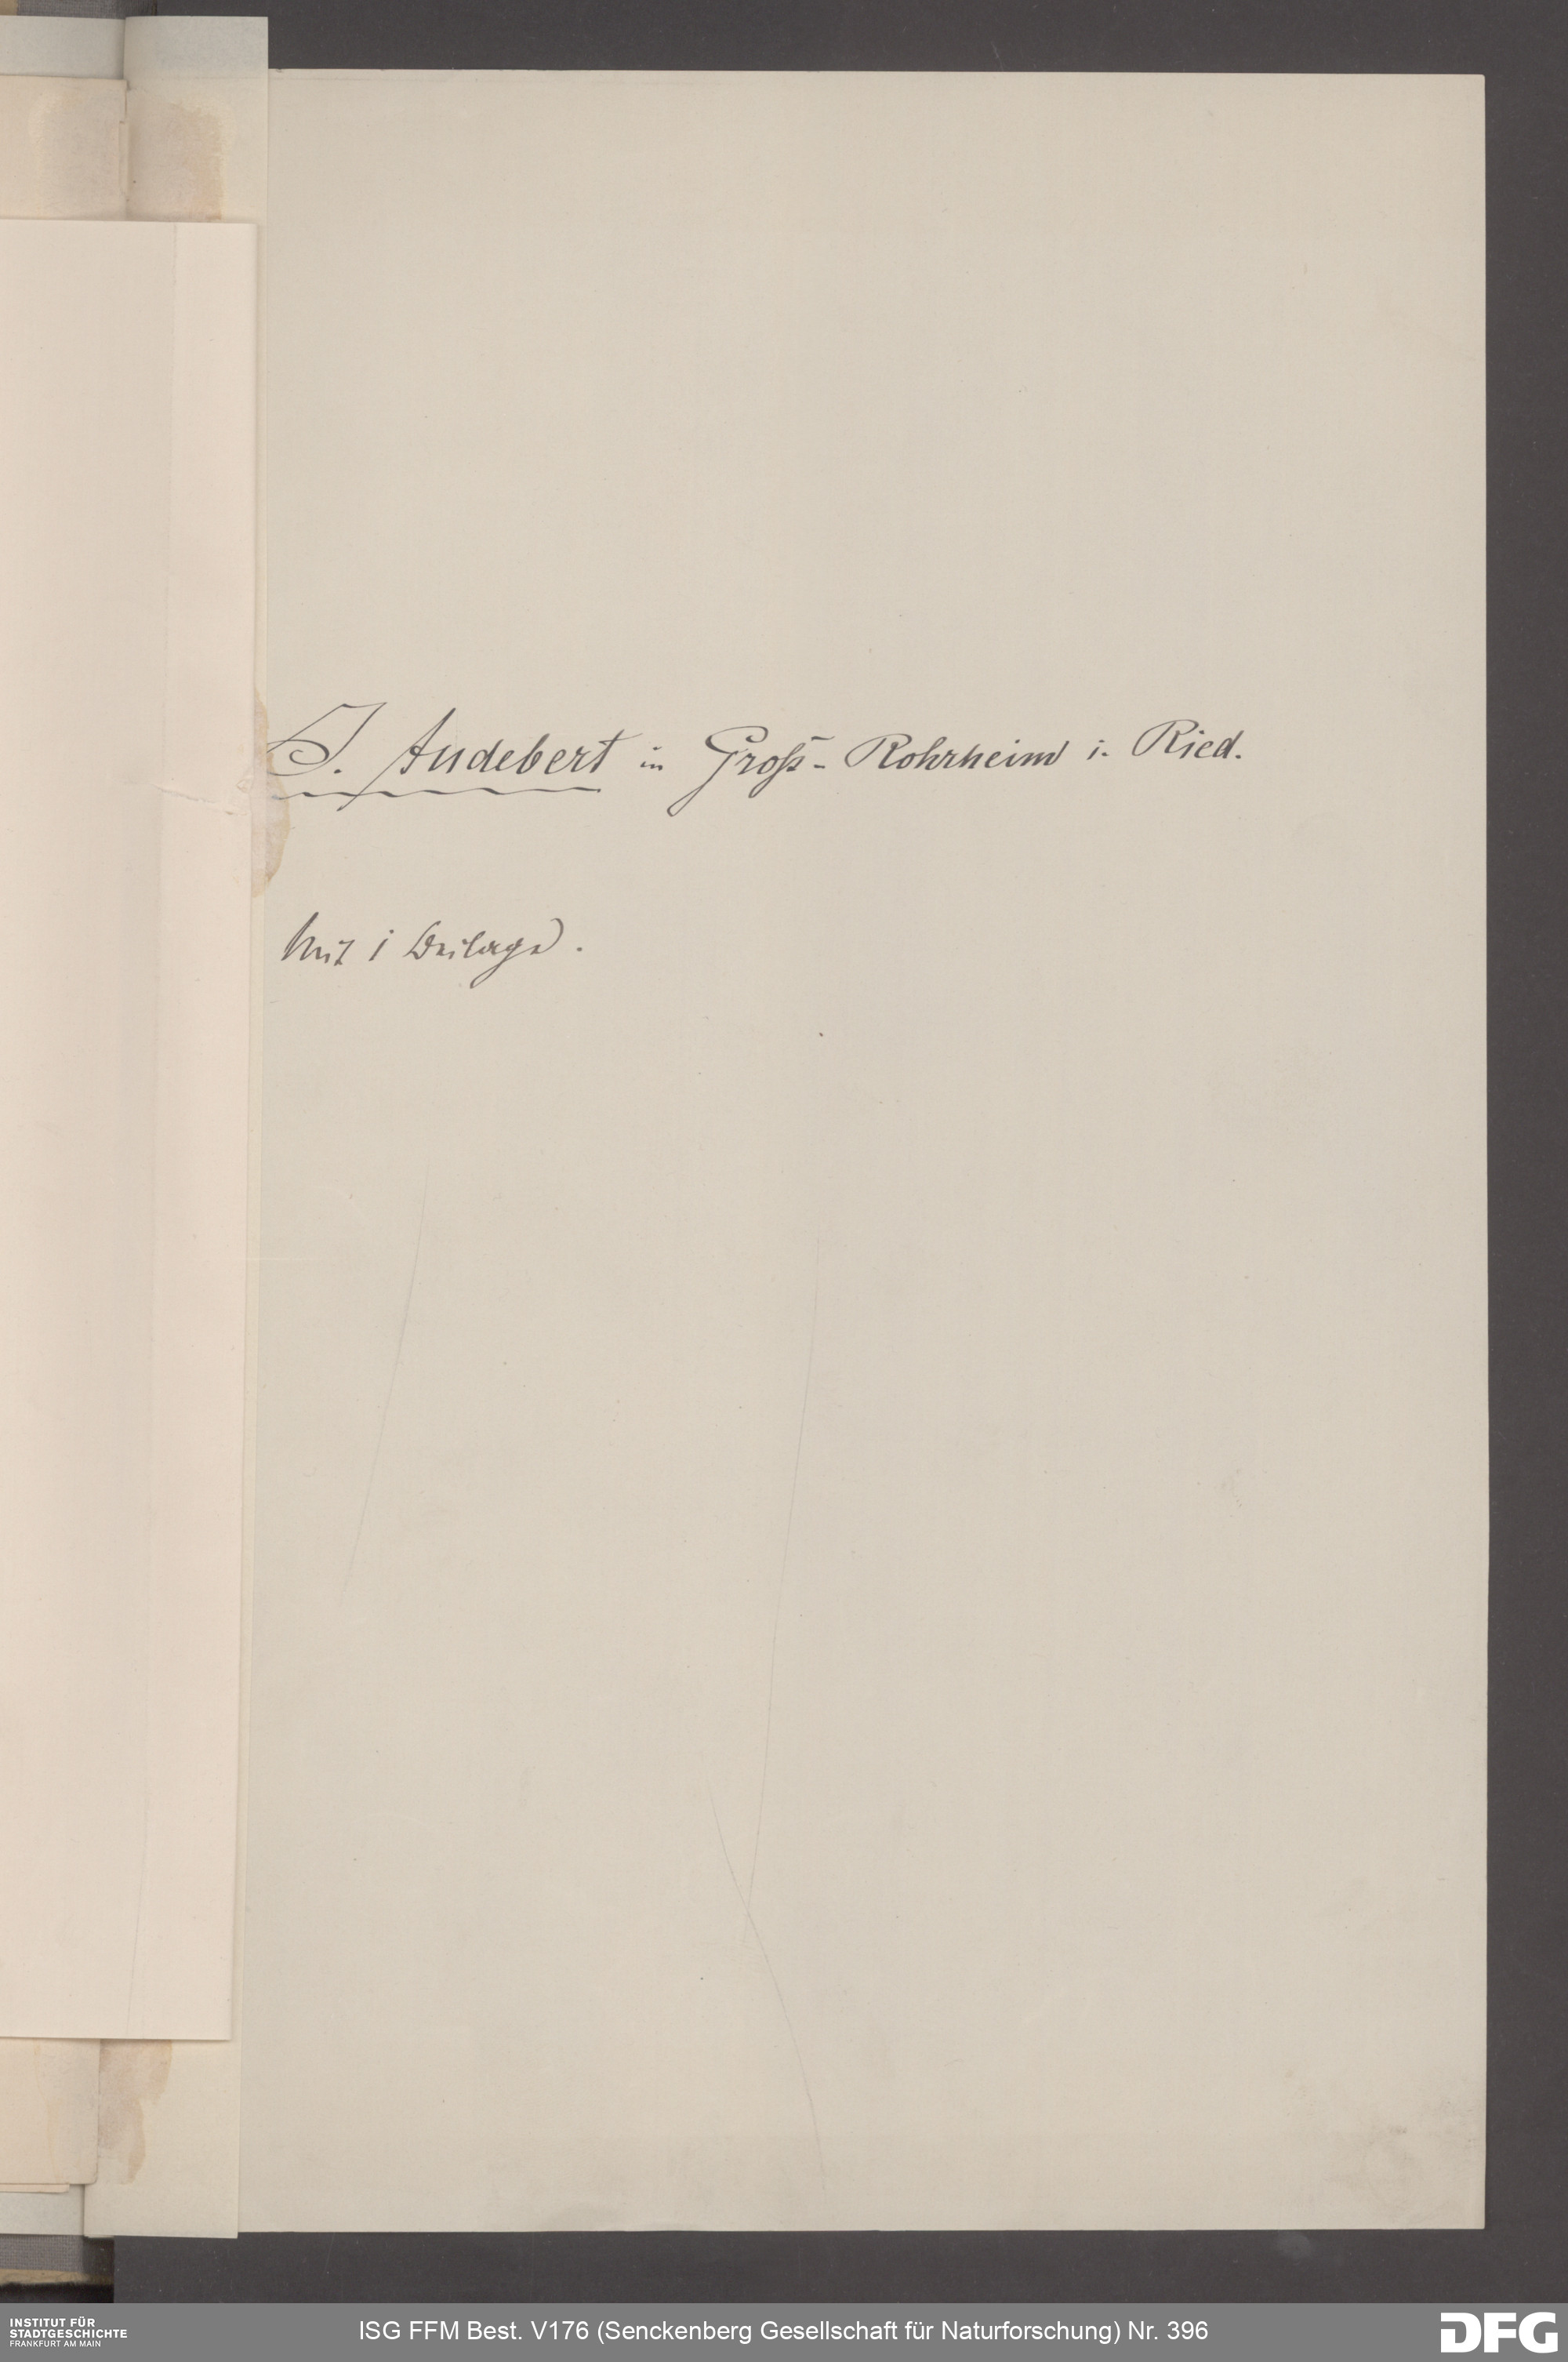 J. Audebert in Groß-Rohrheim i. Ried.
Mit 1 Beilage.
INSTITUT FÜR
STADTGESCHICHTE
FRANKFURT AM MAIN
ISG FFM Best. V176 (Senckenberg Gesellschaft für Naturforschung) Nr. 396
DFG